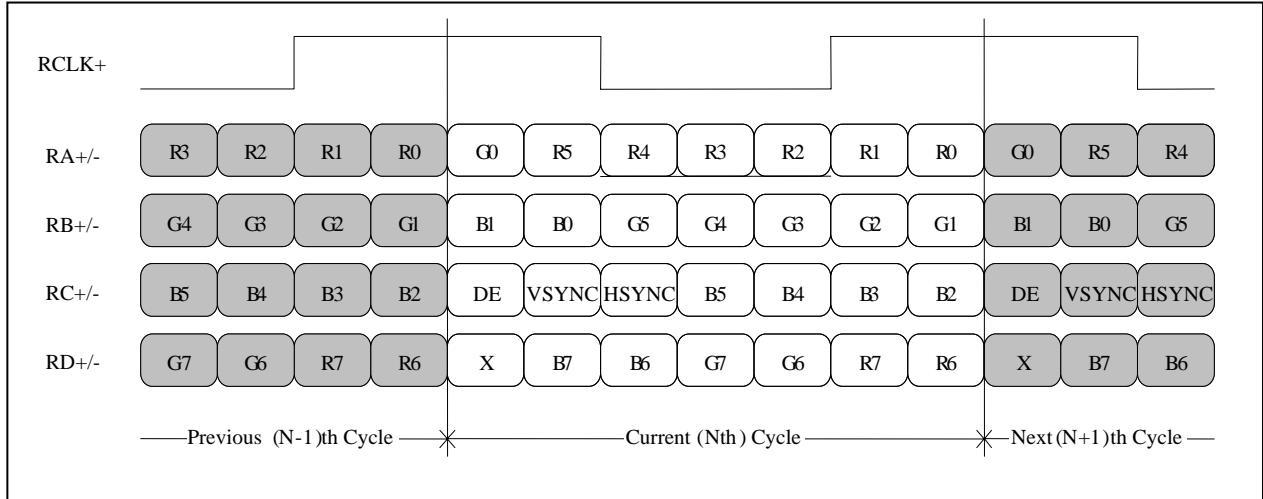 RCLK+
RA+/- R3 R2 R1 R0 G0 R5 R4 R3 R2 R1 R0 G0 R5 R4
RB+/- G4 G3 G2 G1 B1 B0 G5 G4 G3 G2 G1 B1 B0 G5
RC+/- B5 B4 B3 B2 DE VSYNC HSYNC B5 B4 B3 B2 DE VSYNC HSYNC
RD+/- G7 G6 R7 R6 X B7 B6 G7 G6 R7 R6 X B7 B6
Previous (N-1)th Cycle Current (Nth) Cycle Next (N+1)th Cycle